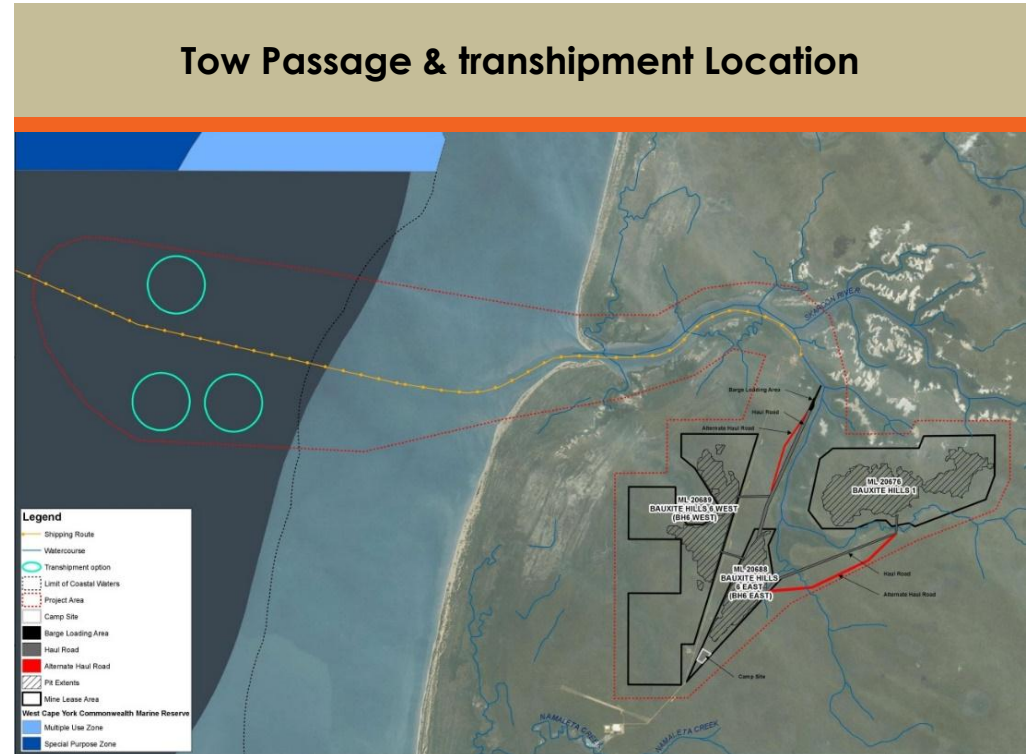 Tow Passage & transhipment Location
SKARDON RIVER
Barge Loading Area
Haul Road
Alternate Haul Road
ML 20689
BAUXITE HILLS 6 WEST
(BH6 WEST)
ML 20676
BAUXITE HILLS 1
ML 20688
BAUXITE HILLS
6 EAST
(BH6 EAST)
Haul Road
Alternate Haul Road
Camp Site
NAMALETA CREEK
NAMALETA CREEK
Legend
Shipping Route
Watercourse
Transhipment option
Limit of Coastal Waters
Project Area
Camp Site
Barge Loading Area
Haul Road
Alternate Haul Road
Pit Extents
Mine Lease Area
West Cape York Commonwealth Marine Reserve
Multiple Use Zone
Special Purpose Zone